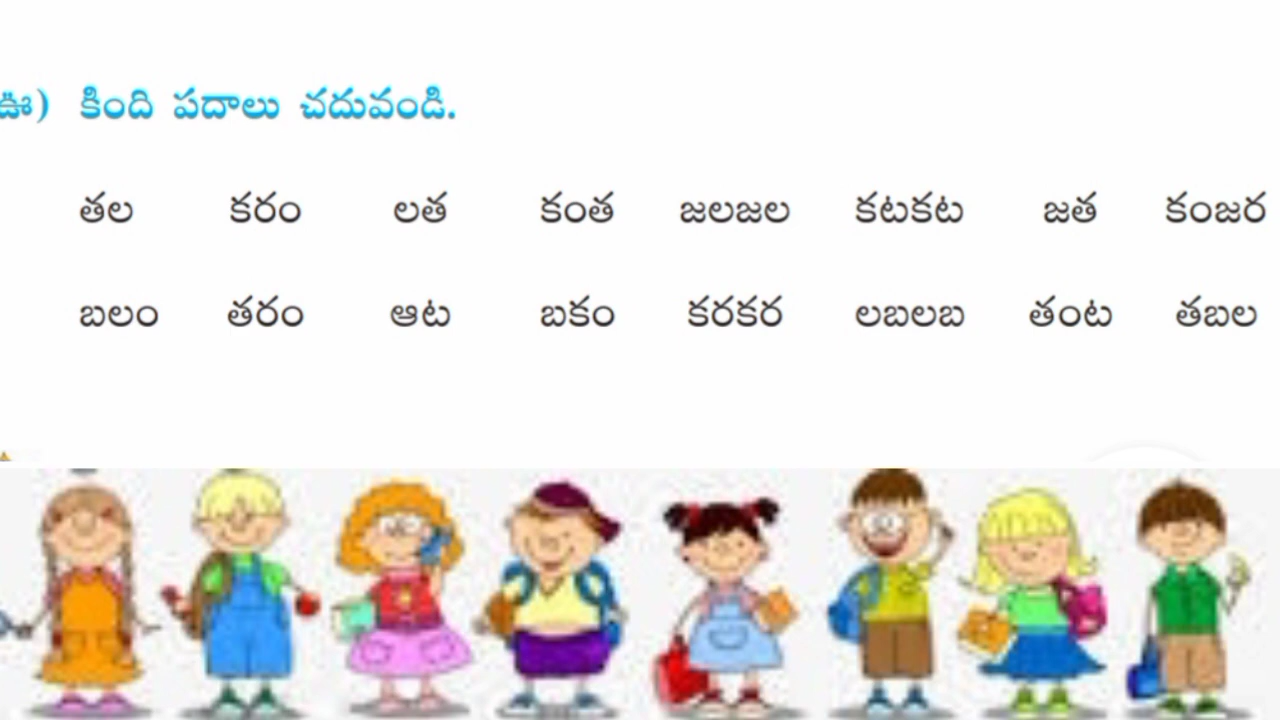 ఊ) కింది పదాలు చదువండి.
తల కరం లత కంత జలజల కటకట జత కంజర
బలం తరం ఆట బకం కరకర లబలబ తంట తబల